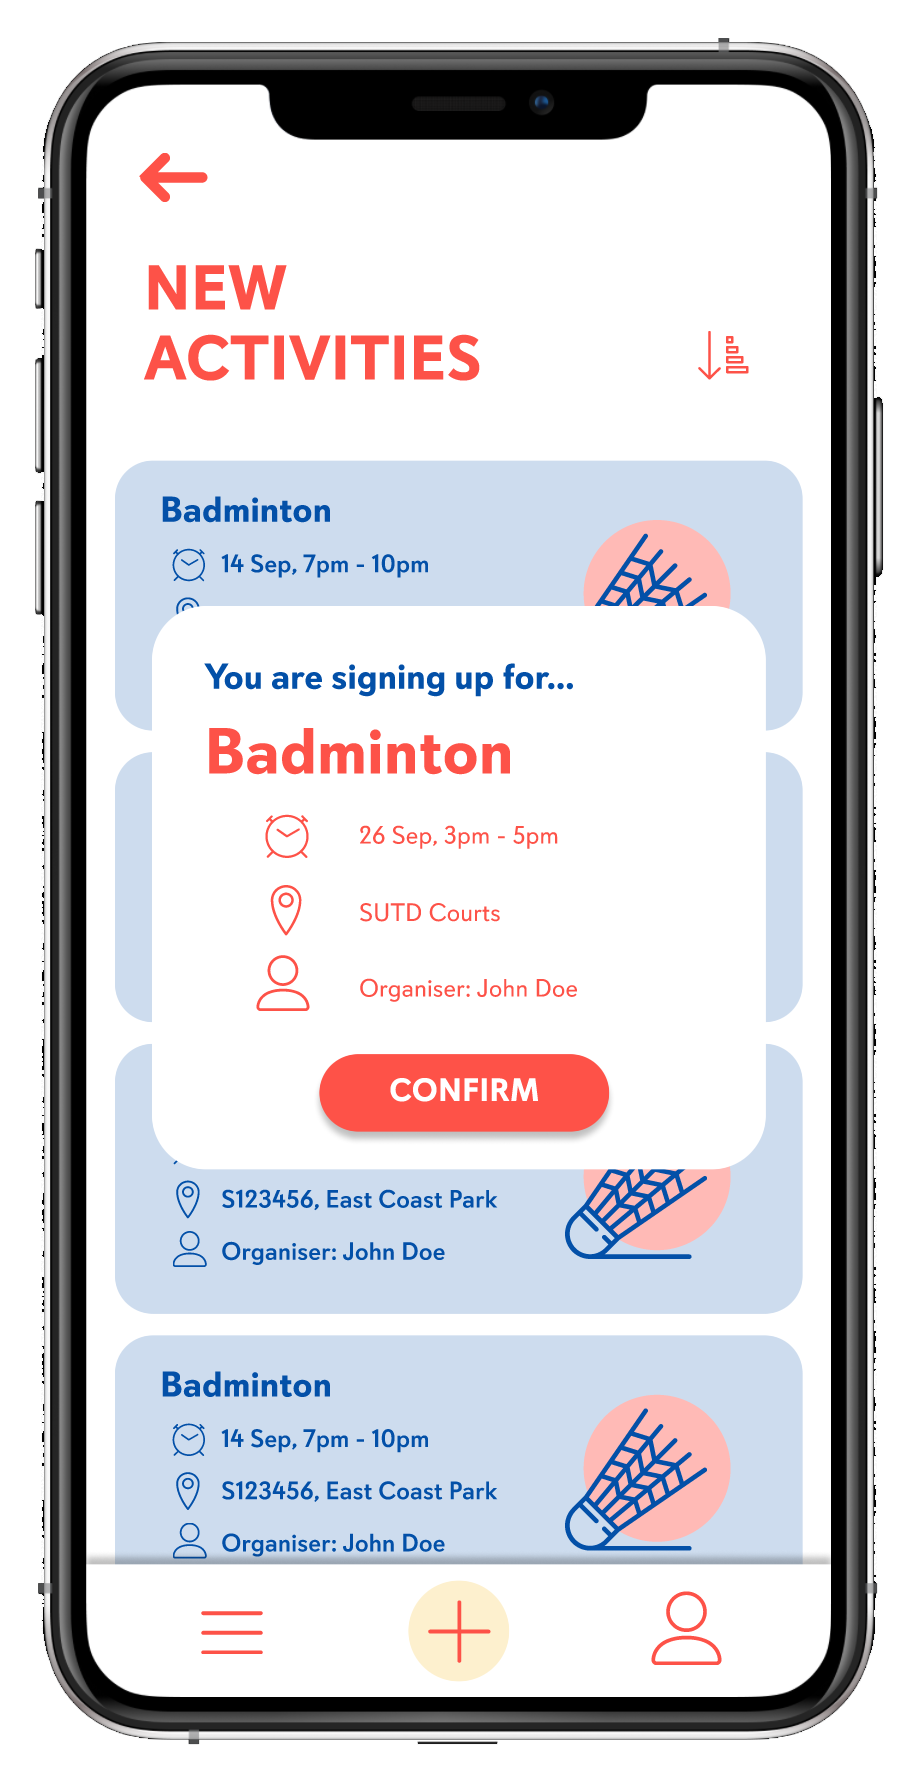 NEW
ACTIVITIES
Badminton
14 Sep, 7pm - 10pm
You are signing up for...
Badminton
26 Sep, 3pm - 5pm
SUTD Courts
Organiser: John Doe
CONFIRM
S123456, East Coast Park
Organiser: John Doe
Badminton
14 Sep, 7pm - 10pm
S123456, East Coast Park
Organiser: John Doe